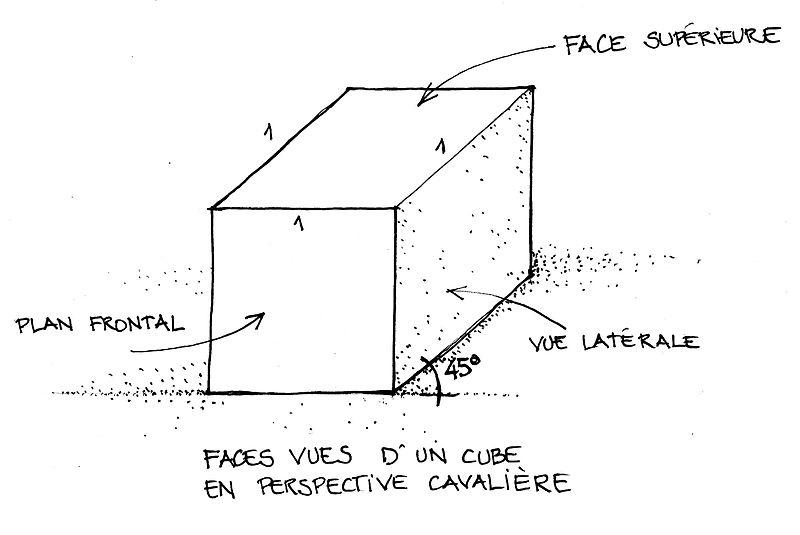 FACE SUPÉRIEURE
1
1
1
PLAN FRONTAL
VUE LATÉRALE
45°
FACES VUES D'UN CUBE
EN PERSPECTIVE CAVALIÈRE